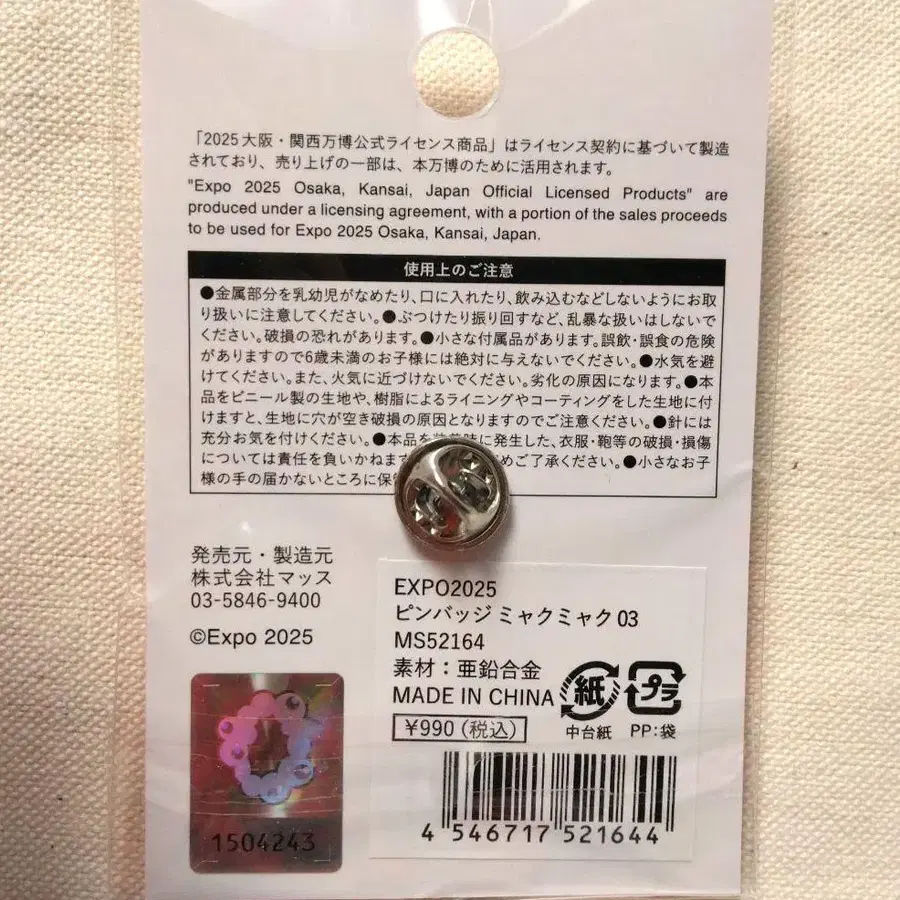 「2025大阪・関西万博公式ライセンス商品」はライセンス契約に基づいて製造
されており、売り上げの一部は、本万博のために活用されます。
"Expo 2025 Osaka, Kansai, Japan Official Licensed Products" are
produced under a licensing agreement, with a portion of the sales proceeds
to be used for Expo 2025 Osaka, Kansai, Japan.
使用上のご注意
●金属部分を乳幼児がなめたり、口に入れたり、飲み込むなどしないようにお取
り扱いに注意してください。●ぶつけたり振り回すなど、乱暴な扱いはしないで
ください。破損の恐れがあります。●小さな付属品があります。誤飲・誤食の危険
がありますので6歳未満のお子様には絶対に与えないでください。●水気を避
けてください。また、火気に近づけないでください。劣化の原因になります。●本
品をビニール製の生地や、樹脂によるライニングやコーティングをした生地に付
けますと、生地に穴が空き破損の原因となりますのでご注意ください。●針には
充分お気を付けください。●本品を装着時に発生した、衣服・鞄等の破損・損傷
については責任を負いかねます めご了承ください。●小さなお子
様の手の届かないところに保
発売元・製造元
株式会社マッス
03-5846-9400
©Expo 2025
1504243
EXPO2025
ピンバッジ ミャクミャク 03
MS52164
素材：亜鉛合金
MADE IN CHINA
¥990（税込）
紙
中台紙
プラ
PP:袋
4 546717 521644